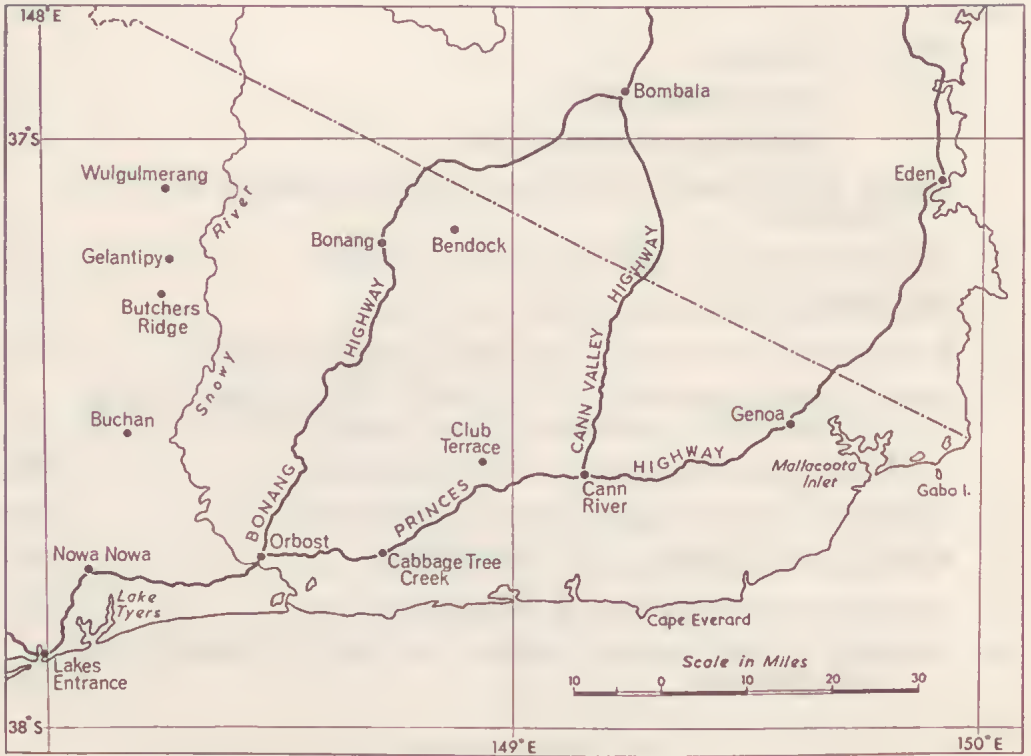 148°E
Bombala
37°S
Wulgulmerang
Eden
River
Bonang
Bendock
Gelantipy
HIGHWAY
Butchers
Ridge
HIGHWAY
Snowy
CANN VALLEY
Buchan
Genoa
Club
Terrace
HIGHWAY
Mallacoota
Inlet
BONANG
PRINCES
Cann
River
Gabo I.
Orbost
Nowa Nowa
Cabbage Tree
Creek
Lake
Tyers
Cape Everard
Scale in Miles
Lakes
Entrance
10 0 10 20 30
38°S
149°E
150°E